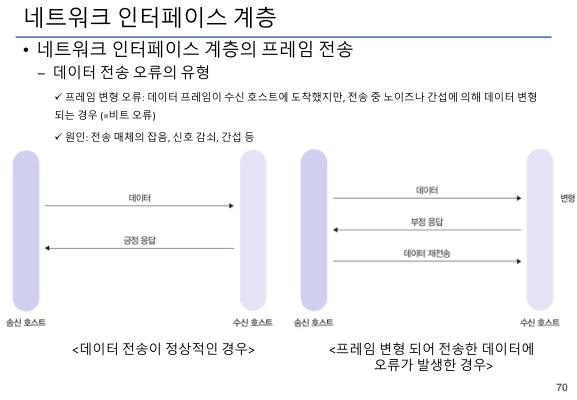 네트워크 인터페이스 계층
• 네트워크 인터페이스 계층의 프레임 전송
– 데이터 전송 오류의 유형
✓ 프레임 변형 오류: 데이터 프레임이 수신 호스트에 도착했지만, 전송 중 노이즈나 간섭에 의해 데이터 변형
되는 경우 (=비트 오류)
✓ 원인: 전송 매체의 잡음, 신호 감쇠, 간섭 등
데이터
긍정 응답
송신 호스트
수신 호스트
<데이터 전송이 정상적인 경우>
데이터
변형
부정 응답
데이터 재전송
송신 호스트
수신 호스트
<프레임 변형 되어 전송한 데이터에
오류가 발생한 경우>
70